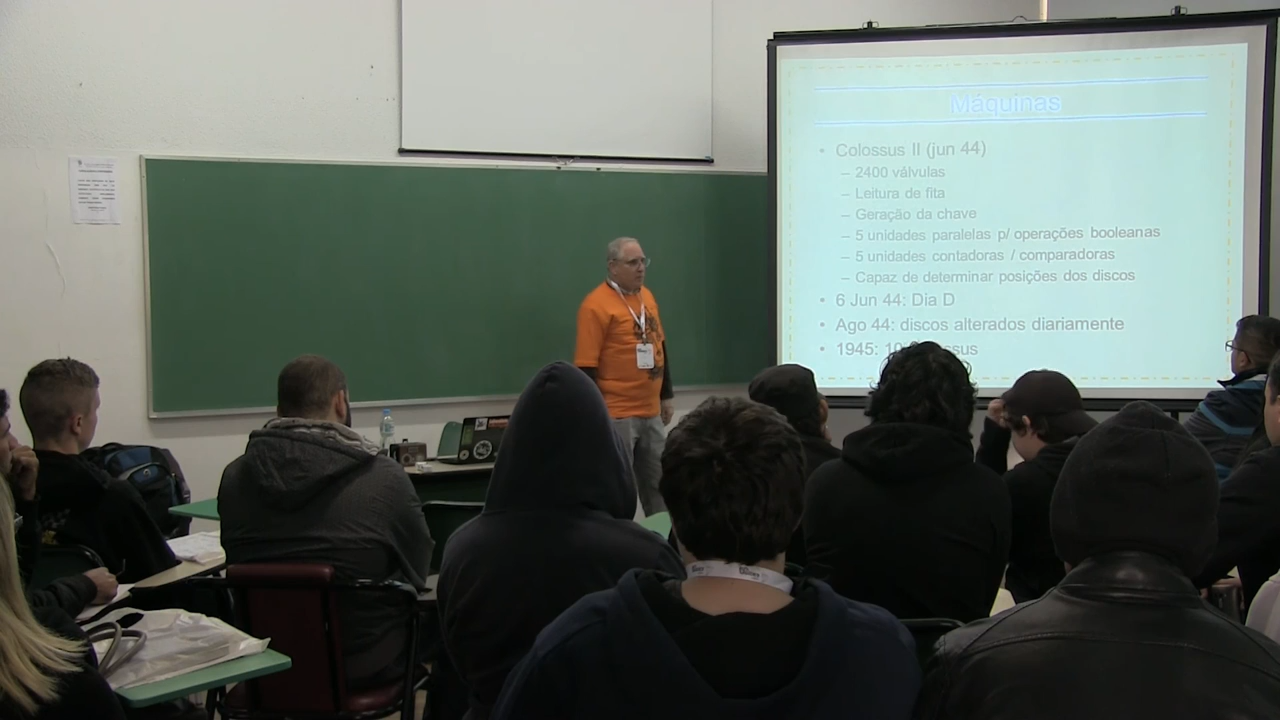 Máquinas
• Colossus II (jun 44)
– 2400 válvulas
– Leitura de fita
– Geração da chave
– 5 unidades paralelas p/ operações booleanas
– 5 unidades contadoras / comparadoras
– Capaz de determinar posições dos discos
• 6 Jun 44: Dia D
• Ago 44: discos alterados diariamente
• 1945: 10